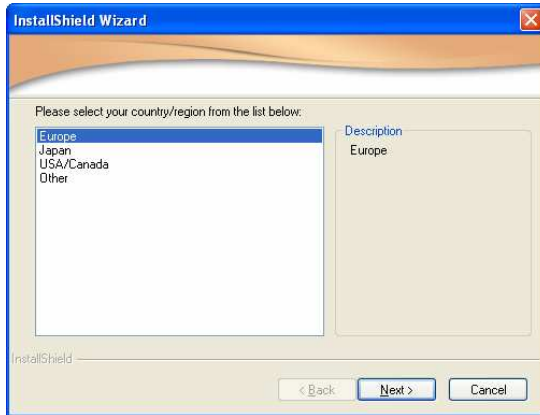 InstallShield Wizard
Please select your country/region from the list below:
Europe
Japan
USA/Canada
Other
Description
Europe
InstallShield
< Back
Next >
Cancel